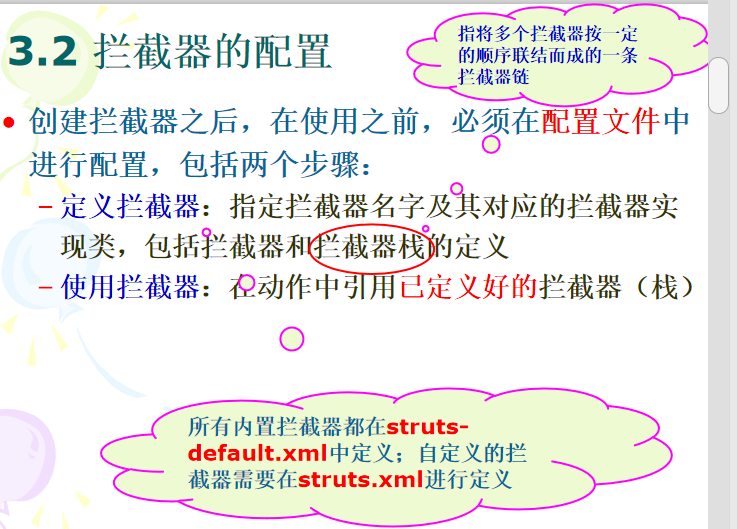 3.2 拦截器的配置
指将多个拦截器按一定
的顺序联结而成的一条
拦截器链
创建拦截器之后，在使用之前，必须在配置文件中
进行配置，包括两个步骤：
– 定义拦截器：指定拦截器名字及其对应的拦截器实
现类，包括拦截器和拦截器栈的定义
– 使用拦截器：在动作中引用已定义好的拦截器（栈）
所有内置拦截器都在struts-
default.xml中定义；自定义的拦
截器需要在struts.xml进行定义